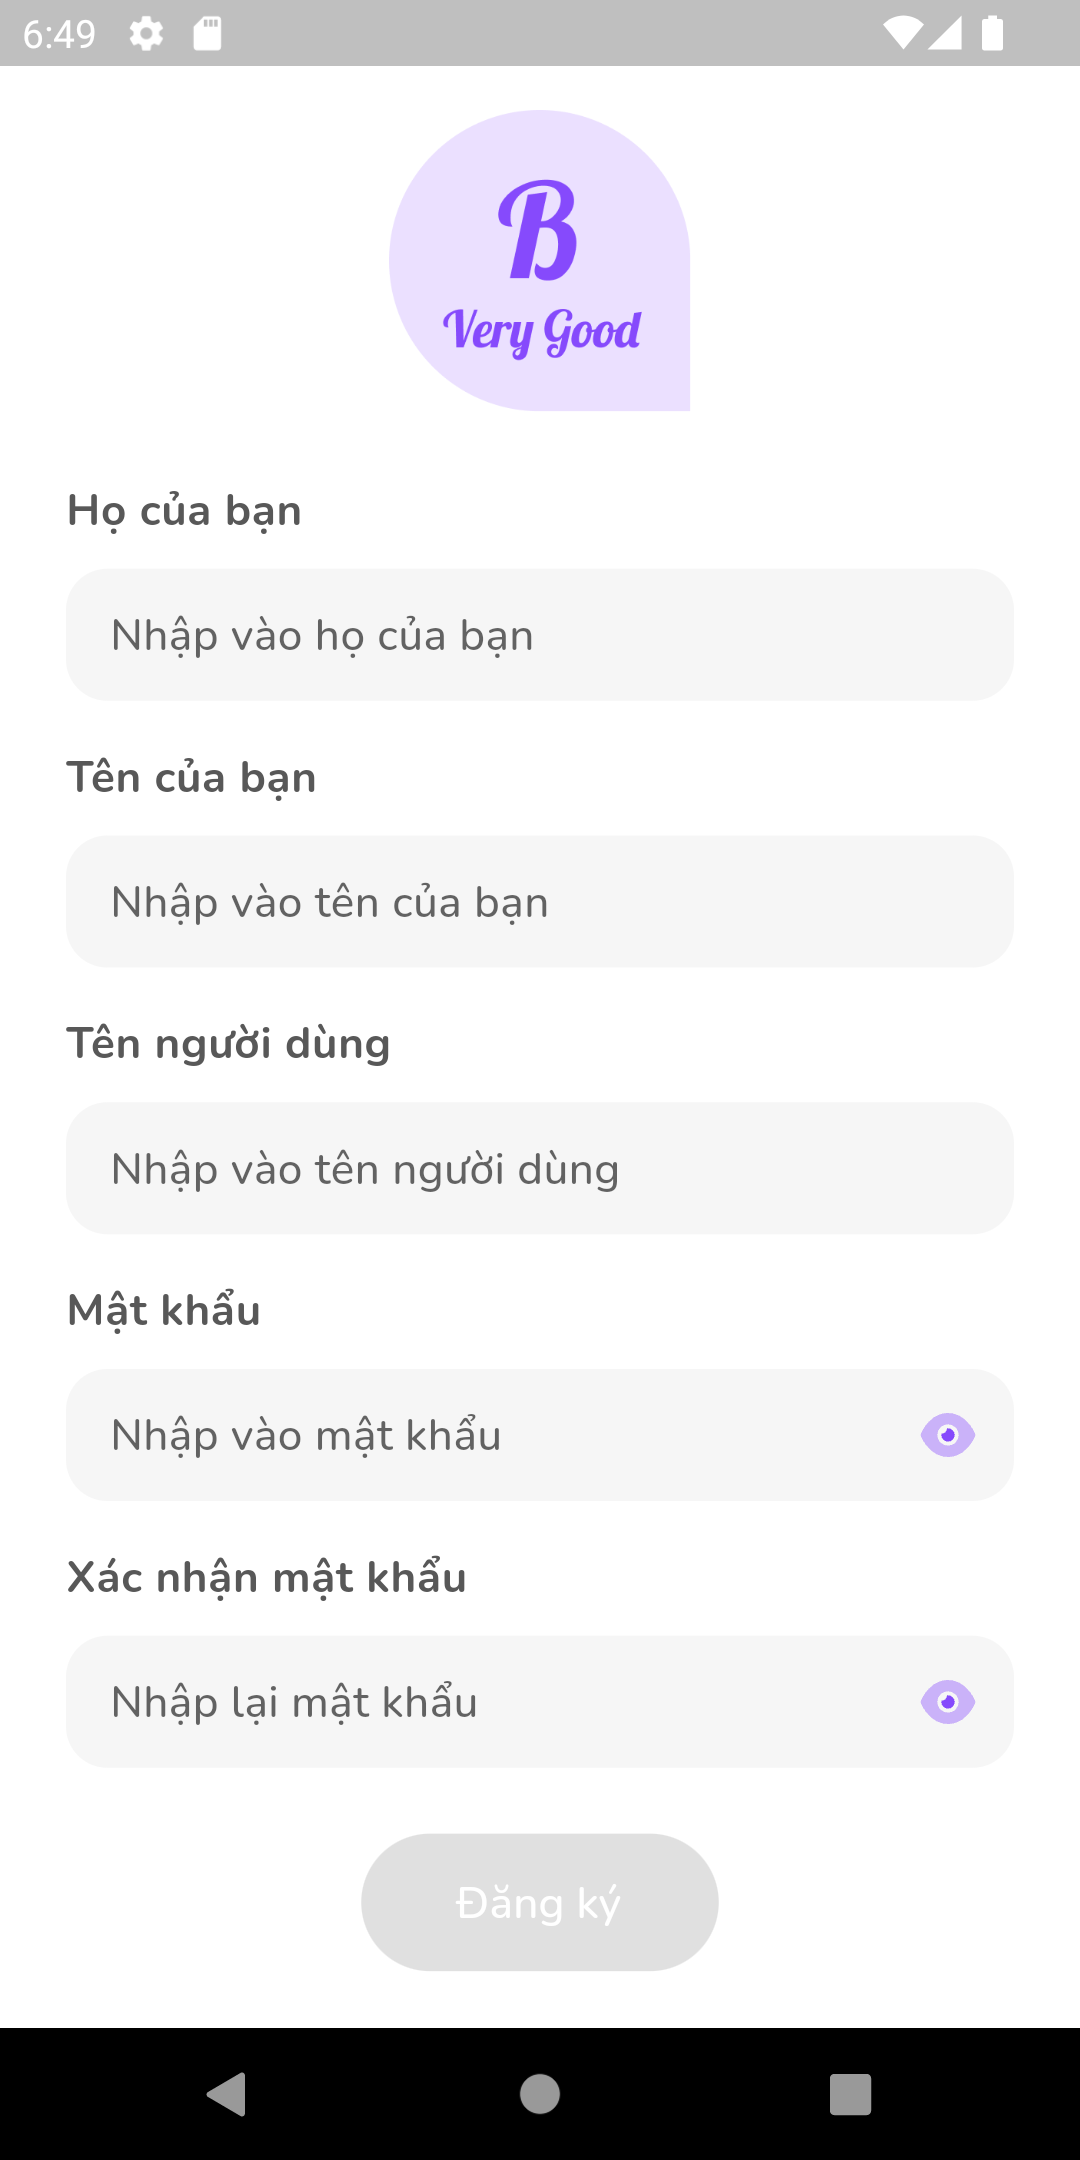 6:49
B
Very Good
Họ của bạn
Nhập vào họ của bạn
Tên của bạn
Nhập vào tên của bạn
Tên người dùng
Nhập vào tên người dùng
Mật khẩu
Nhập vào mật khẩu
Xác nhận mật khẩu
Nhập lại mật khẩu
Đăng ký